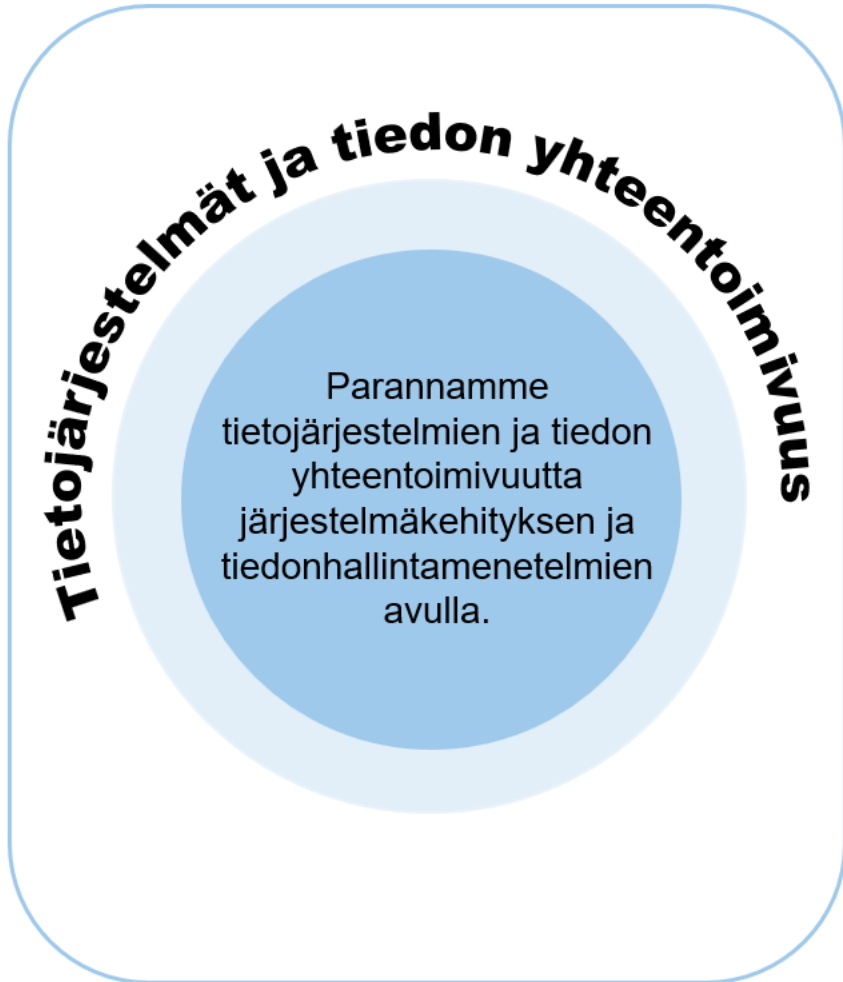 Tietojärjestelmät ja tiedon yhteentoimivuus
Parannamme
tietojärjestelmien ja tiedon
yhteentoimivuutta
järjestelmäkehityksen ja
tiedonhallintamenetelmien
avulla.